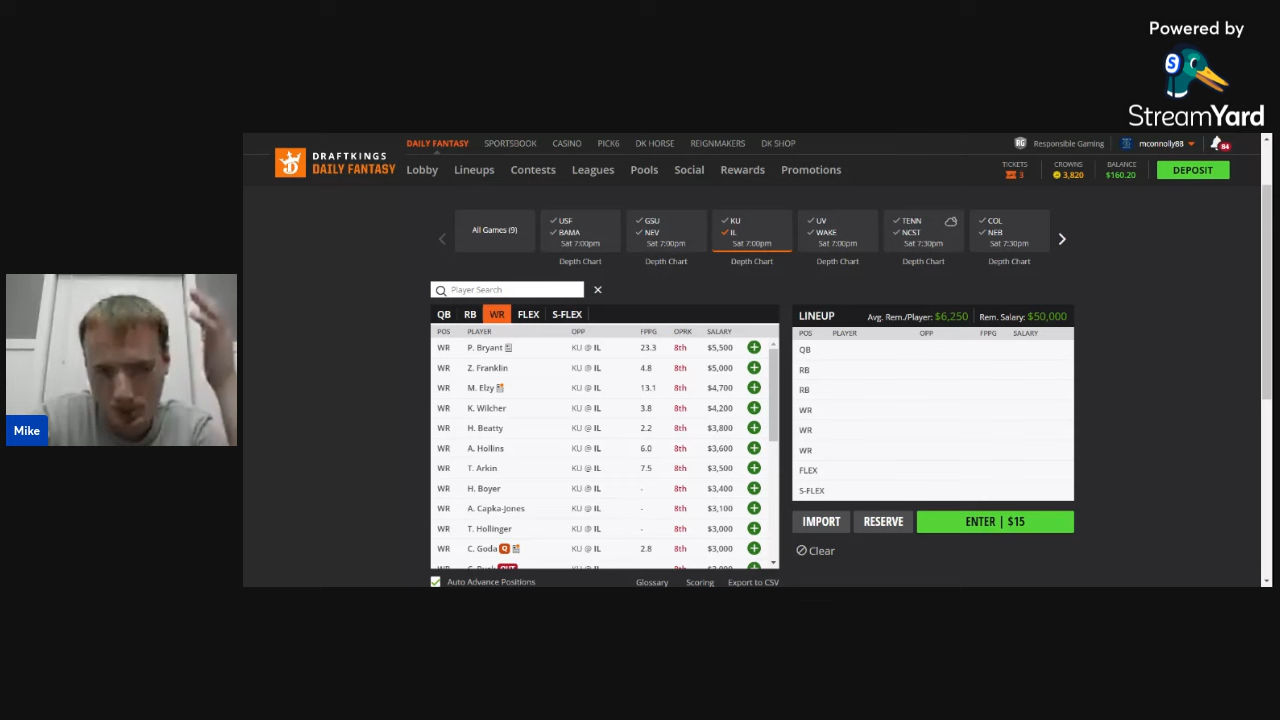 Powered by
S
StreamYard
DAILY FANTASY SPORTSBOOK CASINO PICK6 DK HORSE REIGNMAKERS DK SHOP
RG Responsible Gaming mconnolly88 84
DRAFTKINGS
DAILY FANTASY
Lobby Lineups Contests Leagues Pools Social Rewards Promotions
TICKETS CROWNS BALANCE
3 3,820 $160.20
DEPOSIT
All Games (9)
USF GSU KU UV TENN COL
BAMA NEV IL WAKE NCST NEB
Sat 7:00pm Sat 7:00pm Sat 7:00pm Sat 7:00pm Sat 7:30pm Sat 7:30pm
Depth Chart Depth Chart Depth Chart Depth Chart Depth Chart Depth Chart
Player Search
QB RB WR FLEX S-FLEX
POS PLAYER OPP FPPG OPRK SALARY
WR P. Bryant KU @ IL 23.3 8th $5,500
WR Z. Franklin KU @ IL 4.8 8th $5,000
WR M. Elzy KU @ IL 13.1 8th $4,700
WR K. Wilcher KU @ IL 3.8 8th $4,200
WR H. Beatty KU @ IL 2.2 8th $3,800
WR A. Hollins KU @ IL 6.0 8th $3,600
WR T. Arkin KU @ IL 7.5 8th $3,500
WR H. Boyer KU @ IL - 8th $3,400
WR A. Capka-Jones KU @ IL - 8th $3,100
WR T. Hollinger KU @ IL - 8th $3,000
WR C. Goda Q KU @ IL 2.8 8th $3,000
Auto Advance Positions Glossary Scoring Export to CSV
LINEUP Avg. Rem./Player: $6,250 Rem. Salary: $50,000
POS PLAYER OPP FPPG SALARY
QB
RB
RB
WR
WR
WR
FLEX
S-FLEX
IMPORT RESERVE ENTER | $15
Clear
Mike